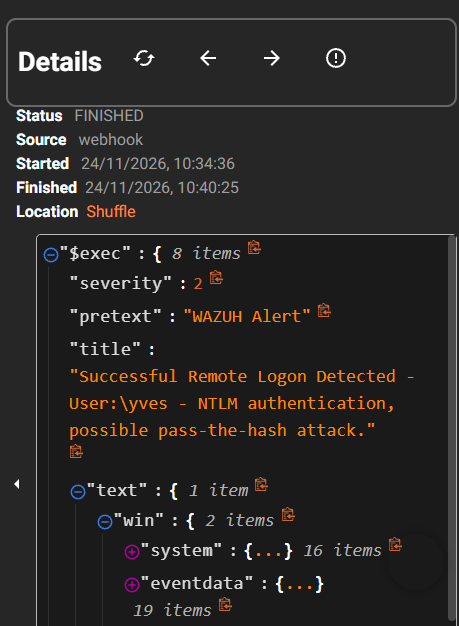 Details
Status FINISHED
Source webhook
Started 24/11/2026, 10:34:36
Finished 24/11/2026, 10:40:25
Location Shuffle
"$exec" : { 8 items
"severity" : 2
"pretext" : "WAZUH Alert"
"title" :
"Successful Remote Logon Detected -
User:\yves - NTLM authentication,
possible pass-the-hash attack."
"text" : { 1 item
"win" : { 2 items
"system" : {...} 16 items
"eventdata" : {...}
19 items